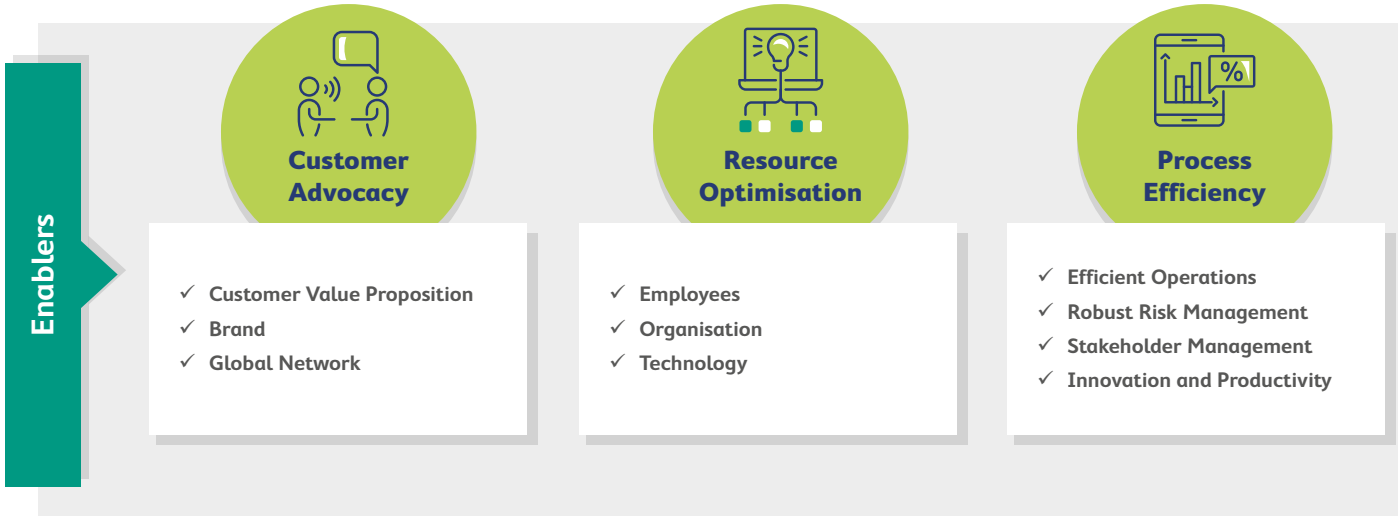 Enablers
Customer
Advocacy
✓ Customer Value Proposition
✓ Brand
✓ Global Network
Resource
Optimisation
✓ Employees
✓ Organisation
✓ Technology
%
Process
Efficiency
✓ Efficient Operations
✓ Robust Risk Management
✓ Stakeholder Management
✓ Innovation and Productivity